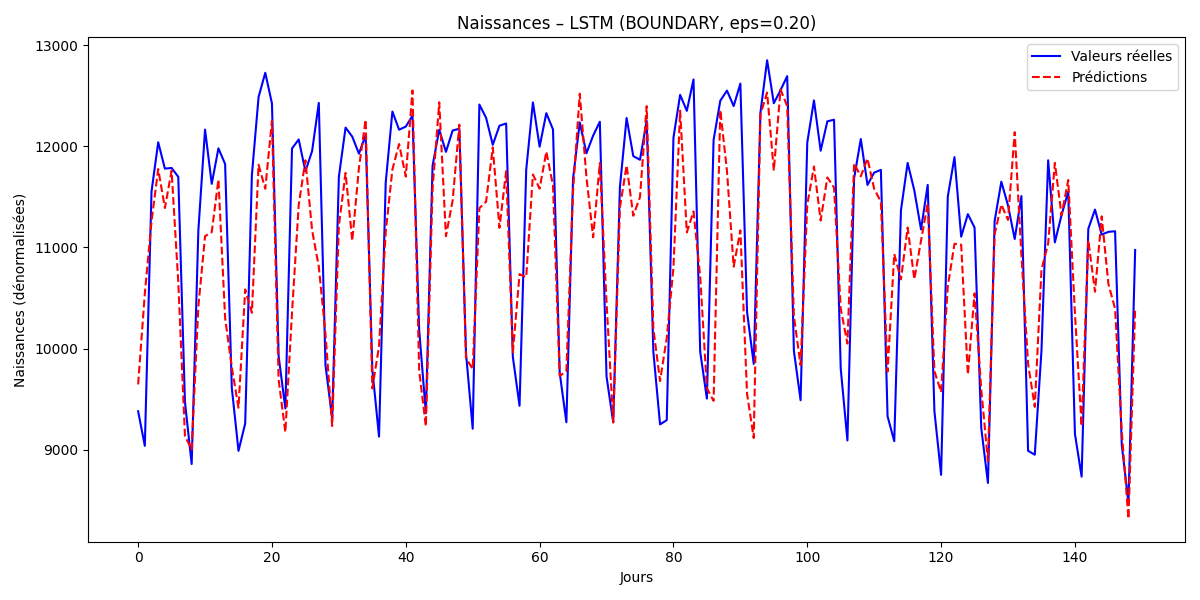 Naissances – LSTM (BOUNDARY, eps=0.20)
Valeurs réelles
Prédictions
Naissances (dénormalisées)
13000
12000
11000
10000
9000
0 20 40 60 80 100 120 140
Jours